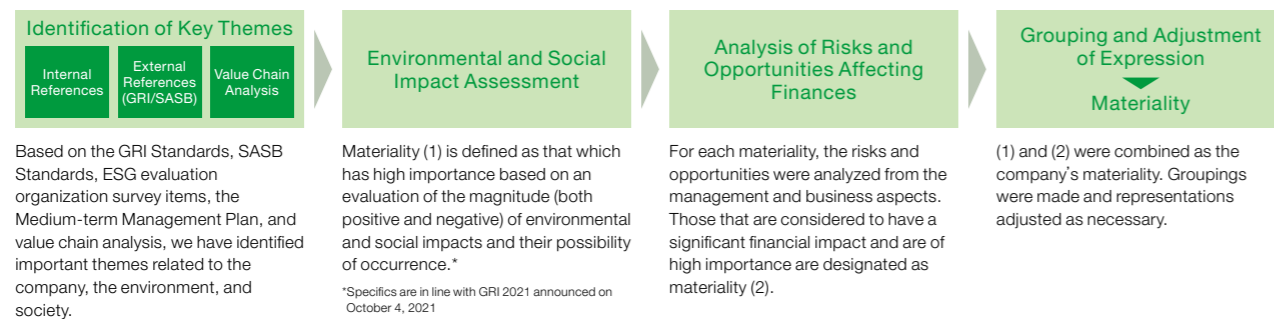 Identification of Key Themes
Internal
References
External
References
(GRI/SASB)
Value Chain
Analysis
Based on the GRI Standards, SASB
Standards, ESG evaluation
organization survey items, the
Medium-term Management Plan, and
value chain analysis, we have identified
important themes related to the
company, the environment, and
society.
Environmental and Social
Impact Assessment
Materiality (1) is defined as that which
has high importance based on an
evaluation of the magnitude (both
positive and negative) of environmental
and social impacts and their possibility
of occurrence.*
*Specifics are in line with GRI 2021 announced on
October 4, 2021
Analysis of Risks and
Opportunities Affecting
Finances
For each materiality, the risks and
opportunities were analyzed from the
management and business aspects.
Those that are considered to have a
significant financial impact and are of
high importance are designated as
materiality (2).
Grouping and Adjustment
of Expression
Materiality
(1) and (2) were combined as the
company's materiality. Groupings
were made and representations
adjusted as necessary.